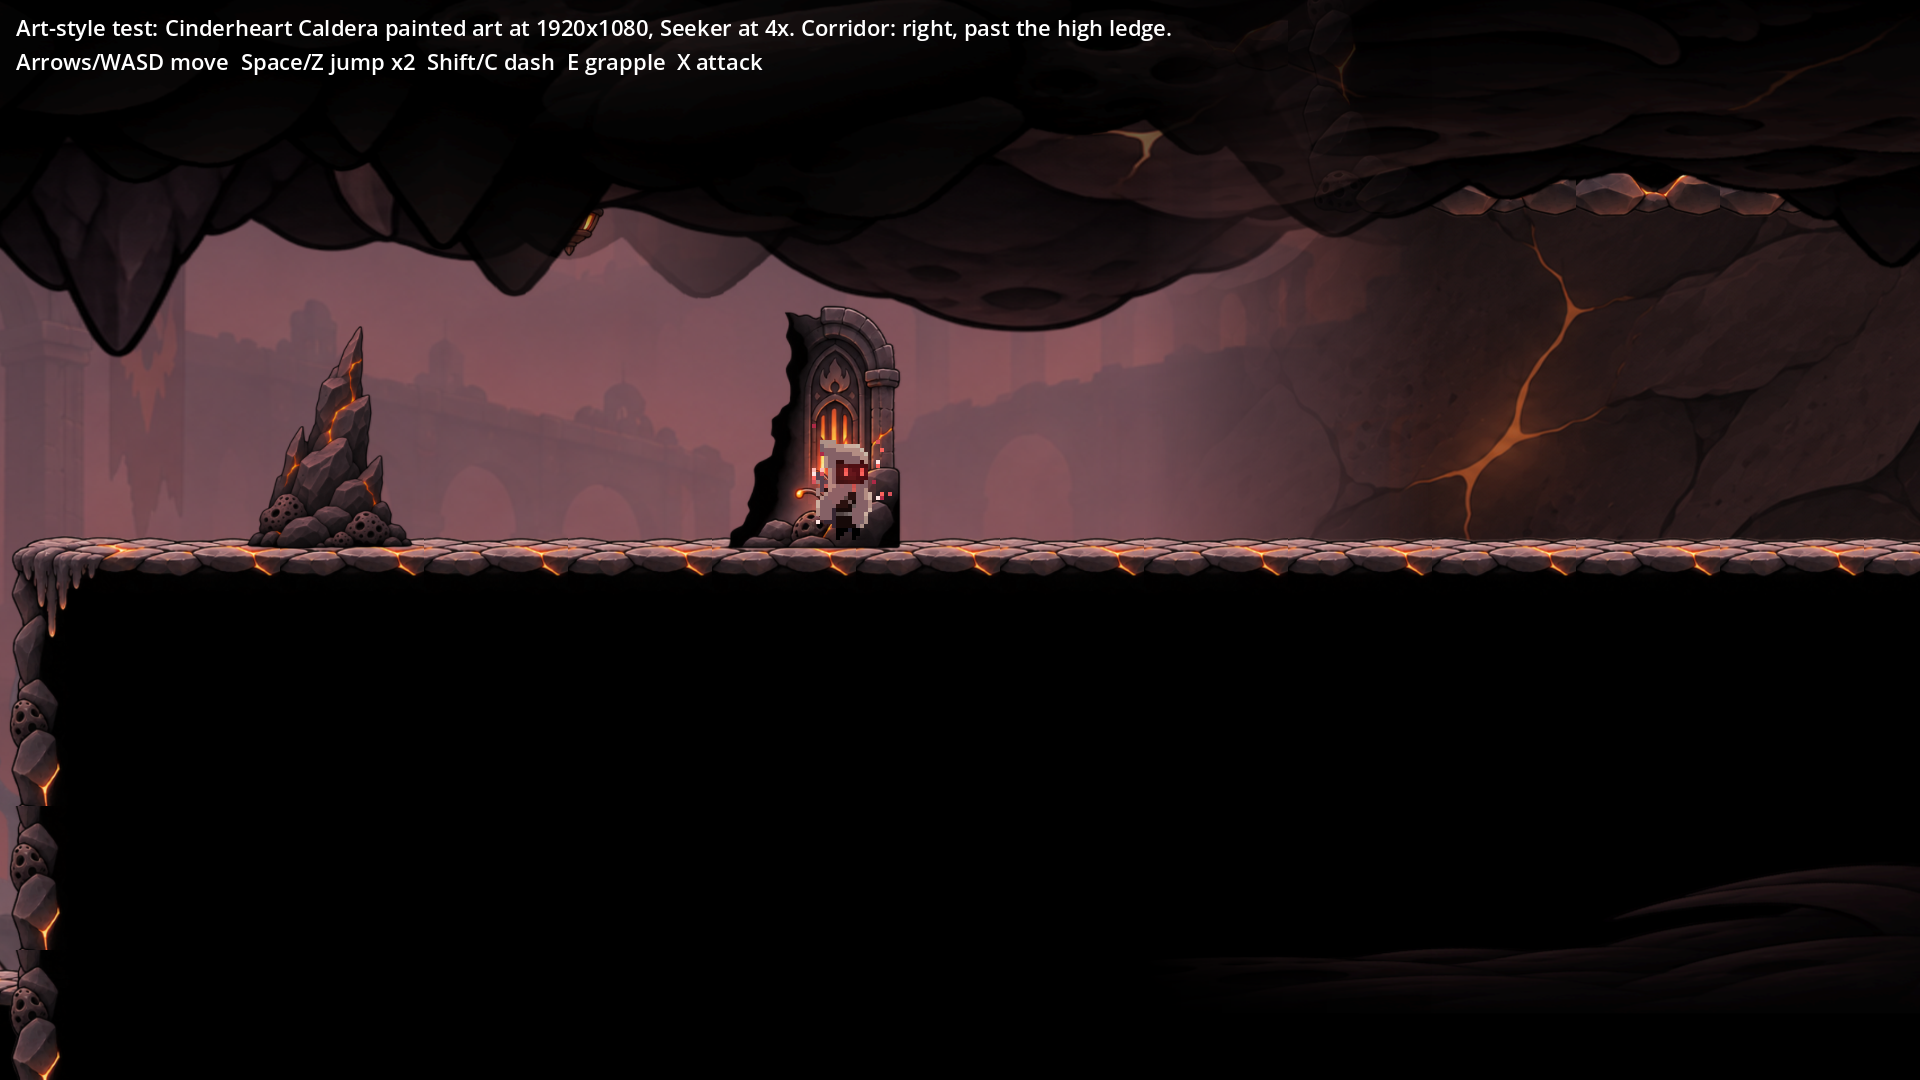 Art-style test: Cinderheart Caldera painted art at 1920x1080, Seeker at 4x. Corridor: right, past the high ledge.
Arrows/WASD move  Space/Z jump x2  Shift/C dash  E grapple  X attack